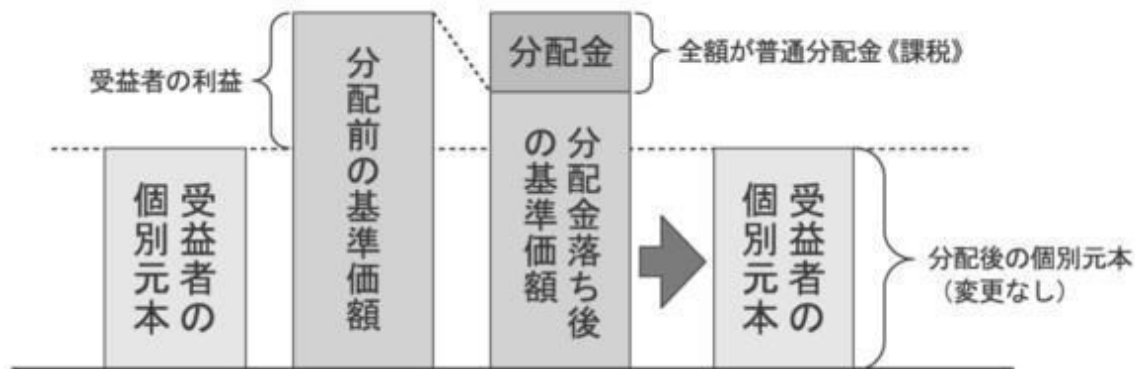 受益者の利益
受益者の
個別元本
分配前の基準価額
分配金
全額が普通分配金《課税》
分配金落ち後
の基準価額
受益者の
個別元本
分配後の個別元本
（変更なし）